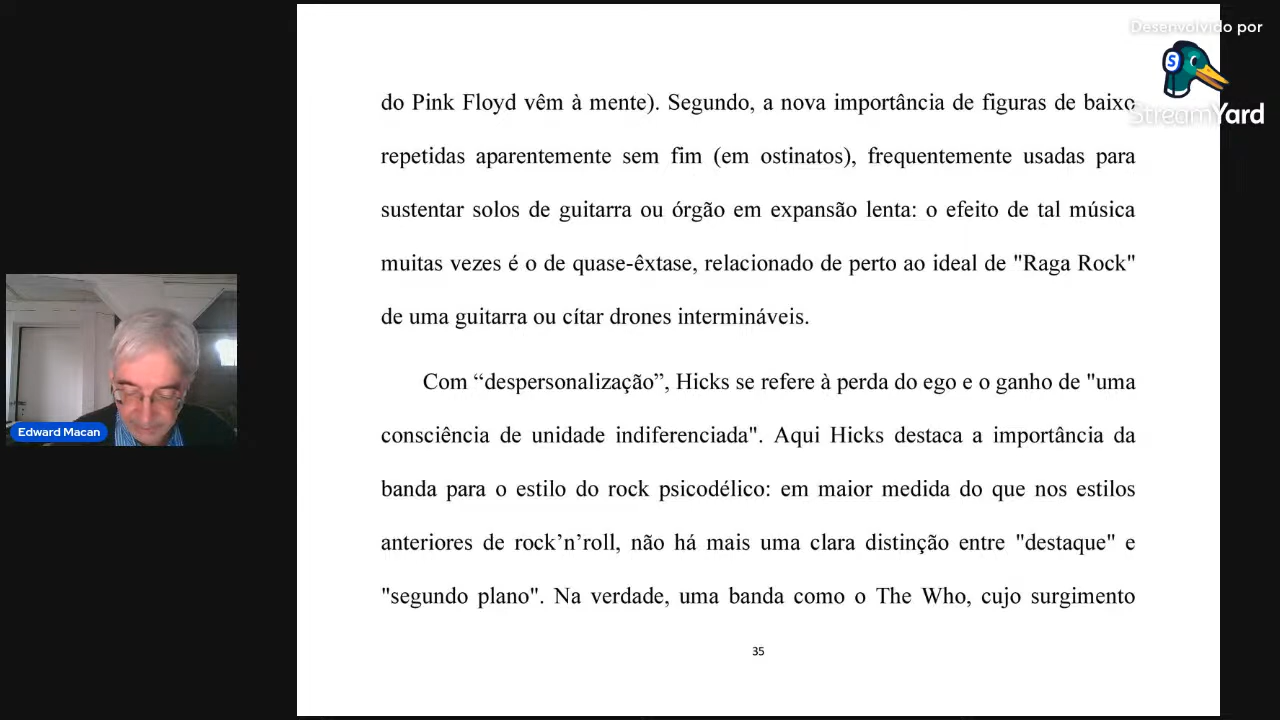 Desenvolvido por
StreamYard
do Pink Floyd vêm à mente). Segundo, a nova importância de figuras de baixo
repetidas aparentemente sem fim (em ostinatos), frequentemente usadas para
sustentar solos de guitarra ou órgão em expansão lenta: o efeito de tal música
muitas vezes é o de quase-êxtase, relacionado de perto ao ideal de "Raga Rock"
de uma guitarra ou cítar drones intermináveis.
Com “despersonalização”, Hicks se refere à perda do ego e o ganho de "uma
consciência de unidade indiferenciada". Aqui Hicks destaca a importância da
banda para o estilo do rock psicodélico: em maior medida do que nos estilos
anteriores de rock’n’roll, não há mais uma clara distinção entre "destaque" e
"segundo plano". Na verdade, uma banda como o The Who, cujo surgimento
35
Edward Macan